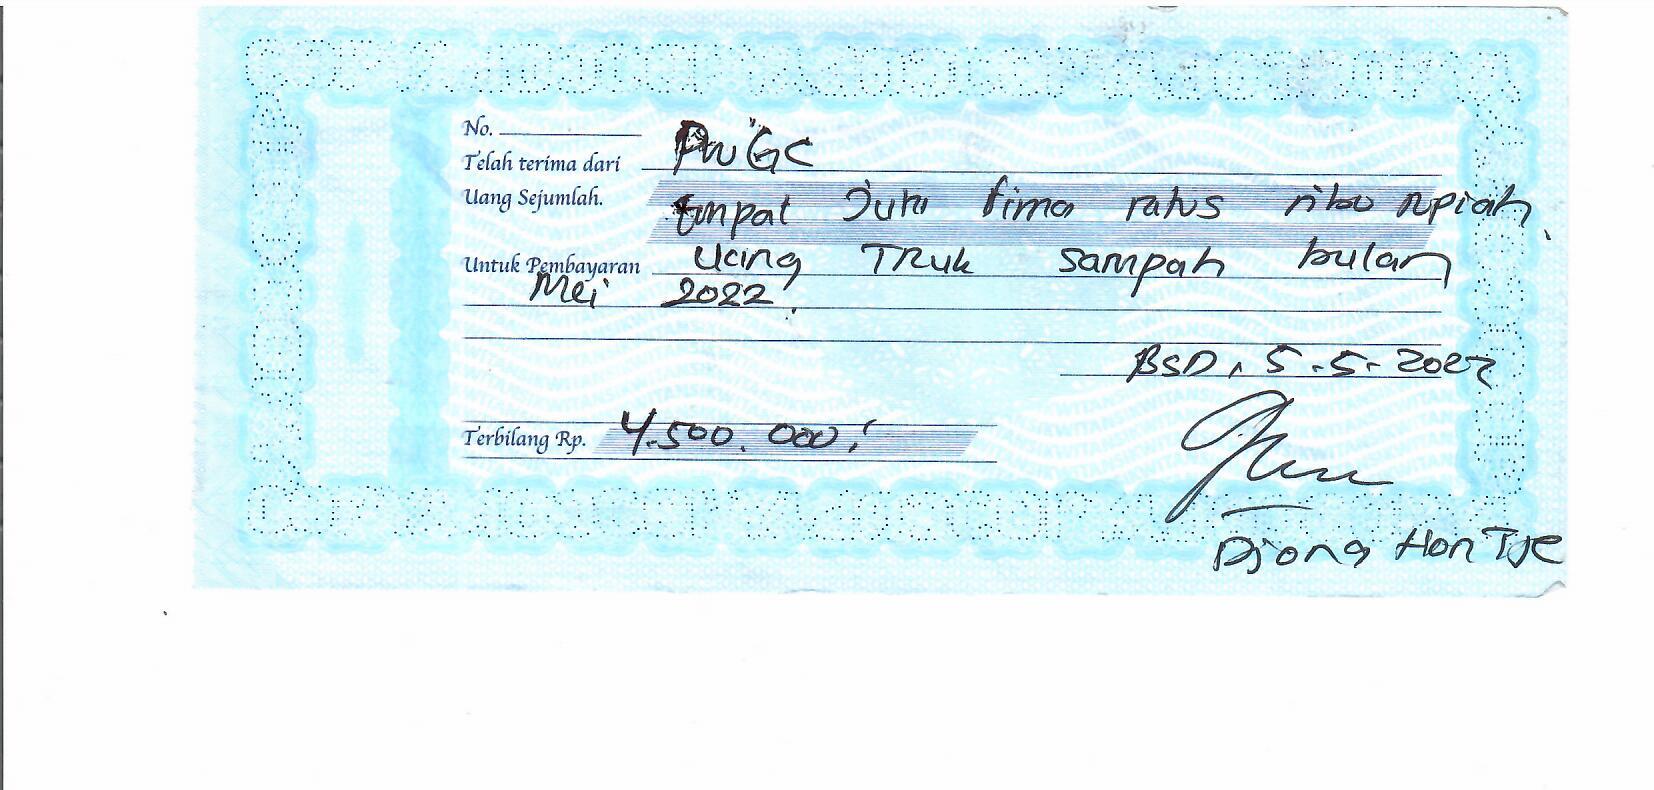 No.
Telah terima dari PWGC
Uang Sejumlah. Empat Juta lima ratus ribu rupiah
Untuk Pembayaran Uang Truk sampah bulan
Mei 2022.
BSD, 5-5-2022
Terbilang Rp. 4.500.000,-
Djong Hon Tje